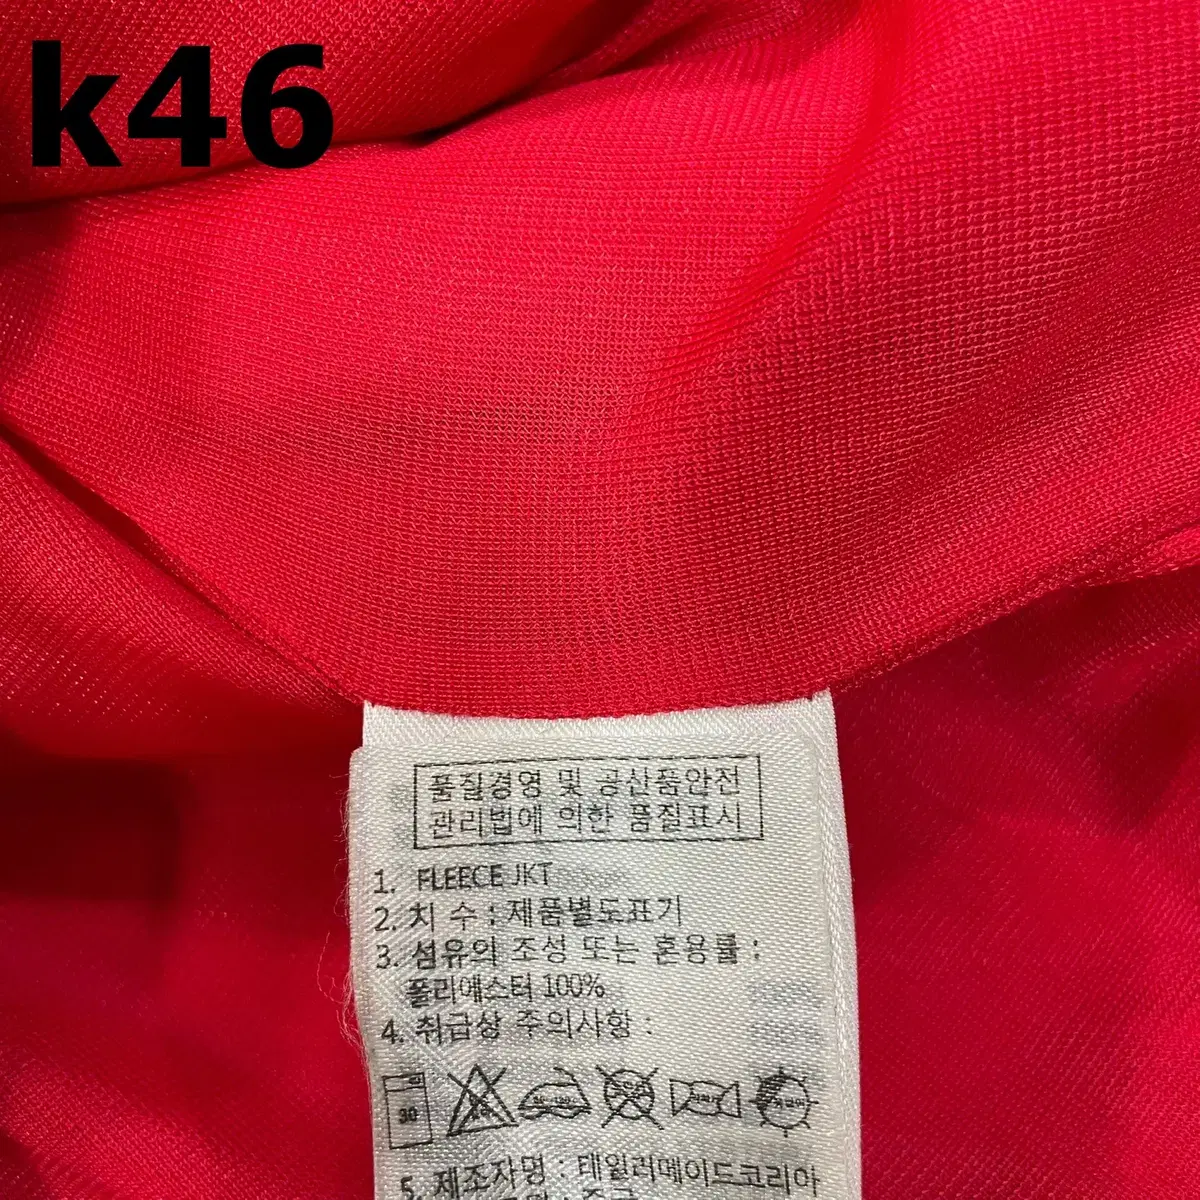 k46
품질경영 및 공산품안전
관리법에 의한 품질표시
1. FLEECE JKT
2. 치 수 : 제품별도표기
3. 섬유의 조성 또는 혼용률 :
폴리에스터 100%
4. 취급상 주의사항 :
30
5. 제조자명 : 테일러메이드코리아